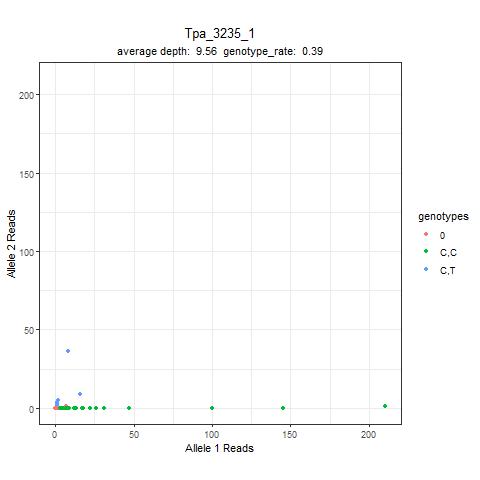 Tpa_3235_1
average depth: 9.56 genotype_rate: 0.39
Allele 2 Reads
200
150
100
50
0
0 50 100 150 200
Allele 1 Reads
genotypes
0
C,C
C,T